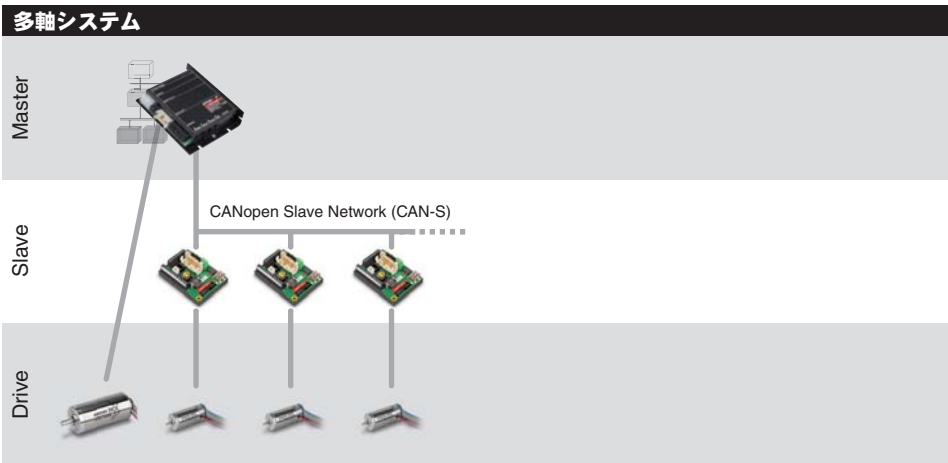 多軸システム
Master
CANopen Slave Network (CAN-S)
Slave
Drive